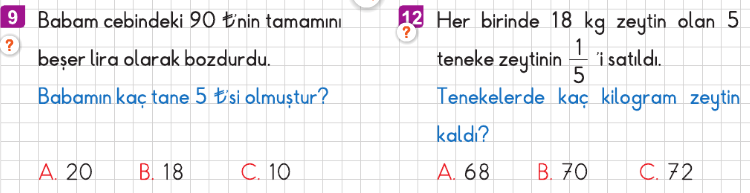 9 Babam cebindeki 90 ₺'nin tamamını
? beşer lira olarak bozdurdu.
Babamın kaç tane 5 ₺'si olmuştur?
A. 20 B. 18 C. 10
12 Her birinde 18 kg zeytin olan 5
? teneke zeytinin 1/5 'i satıldı.
Tenekelerde kaç kilogram zeytin
kaldı?
A. 68 B. 70 C. 72